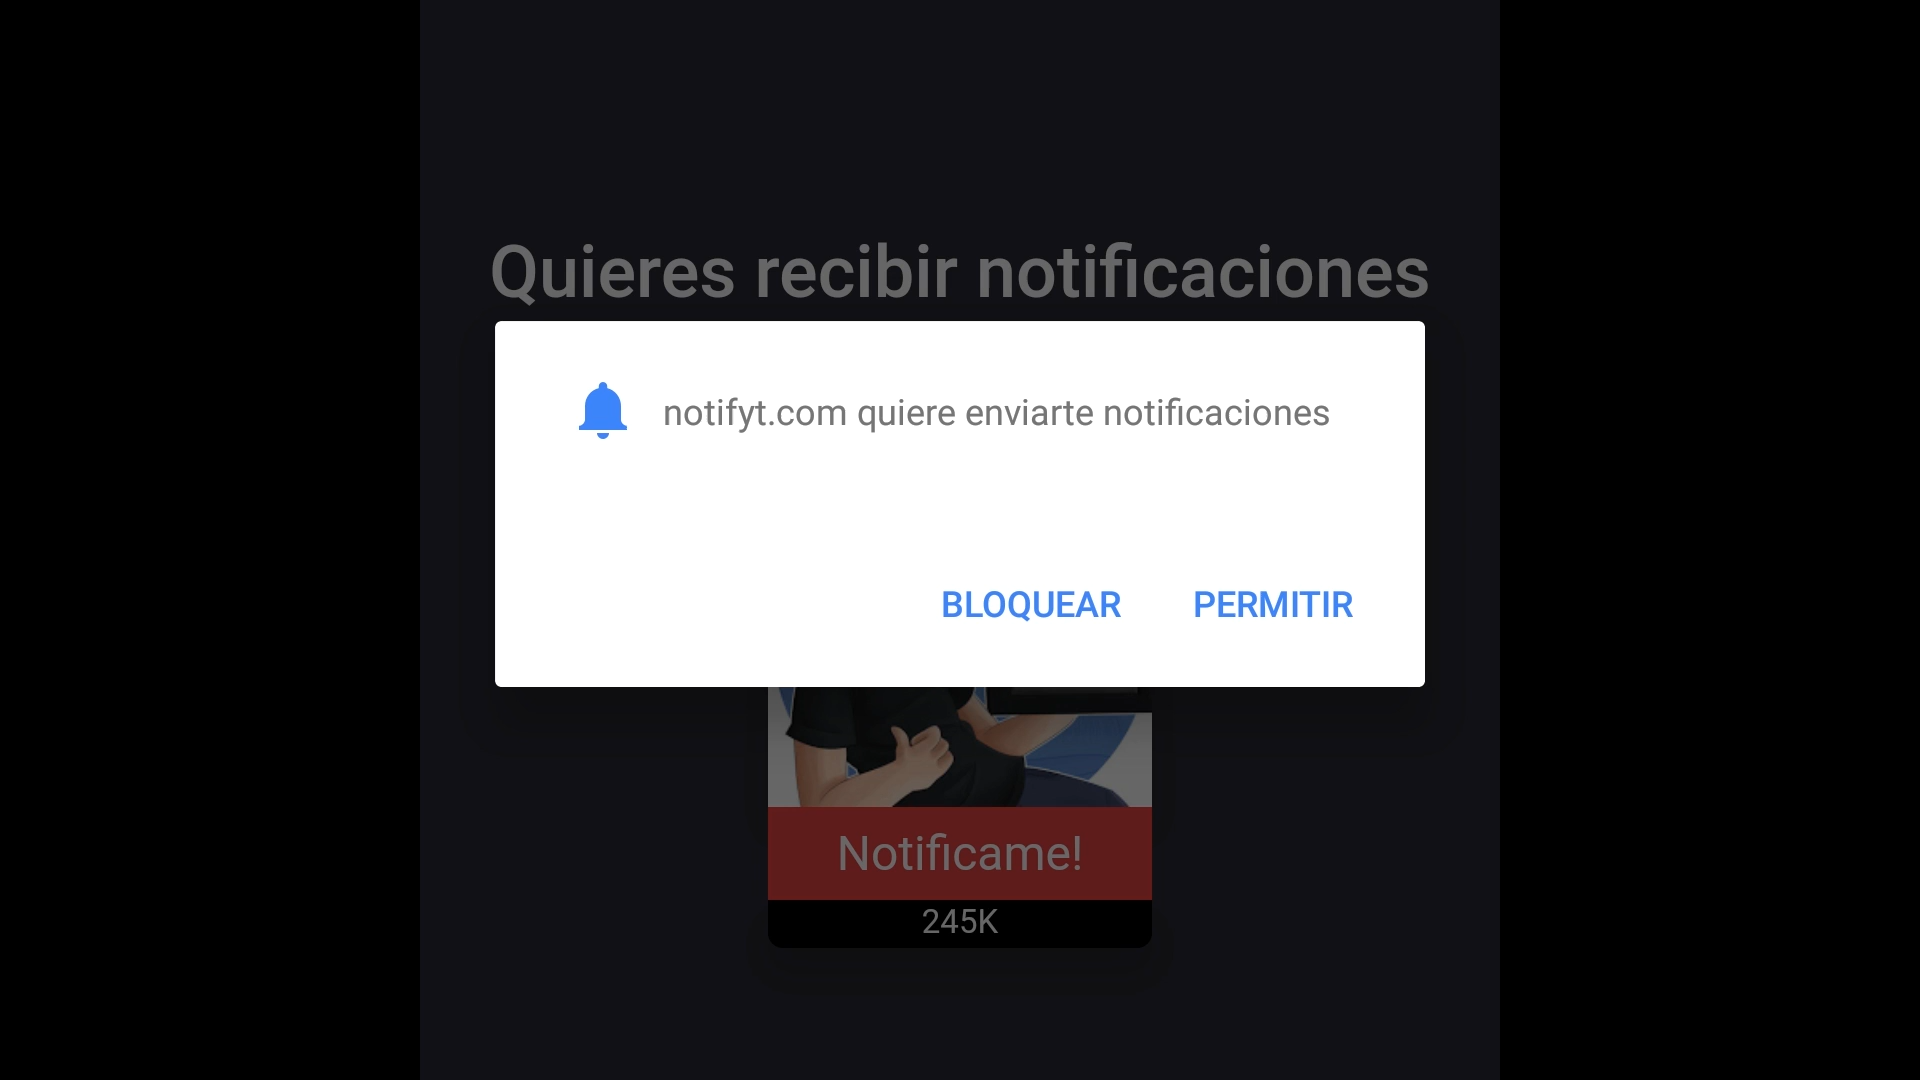 Quieres recibir notificaciones
notifyt.com quiere enviarte notificaciones
BLOQUEAR PERMITIR
Notificame!
245K